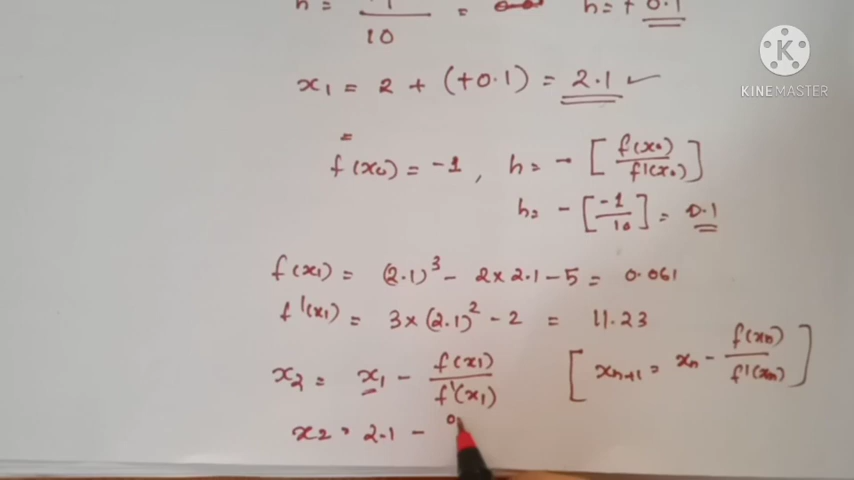 h = 1/10 = h = + 0.1
K
KINEMASTER
x₁ = 2 + (+0.1) = 2.1 ✓
=
f(x₀) = -1, h = - [f(x₀)/f'(x₀)]
h = - [-1/10] = 0.1
f(x₁) = (2.1)³ - 2×2.1 - 5 = 0.061
f'(x₁) = 3×(2.1)² - 2 = 11.23
x₂ = x₁ - f(x₁)/f'(x₁) [xₙ₊₁ = xₙ - f(xₙ)/f'(xₙ)]
x₂ = 2.1 - 0